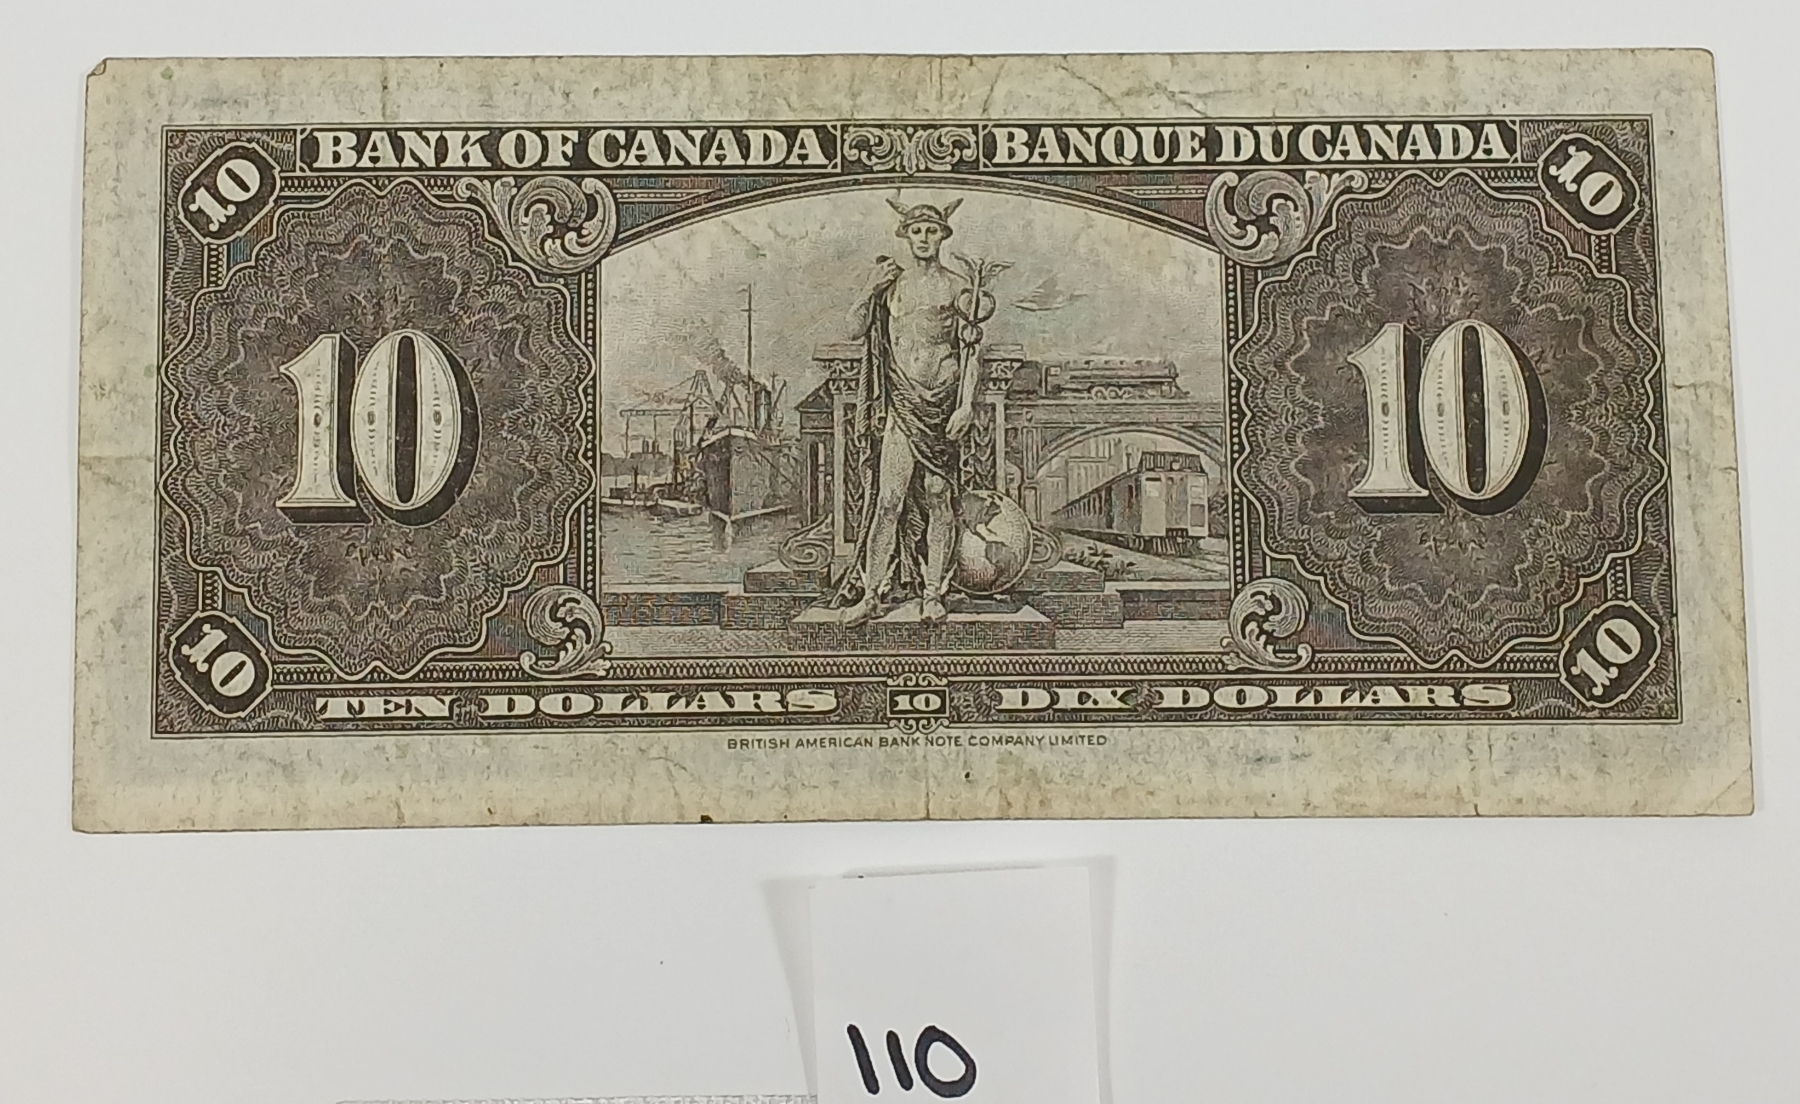 10 BANK OF CANADA BANQUE DU CANADA 10
10 10
10 TEN DOLLARS 10 DIX DOLLARS 10
BRITISH AMERICAN BANK NOTE COMPANY LIMITED
110